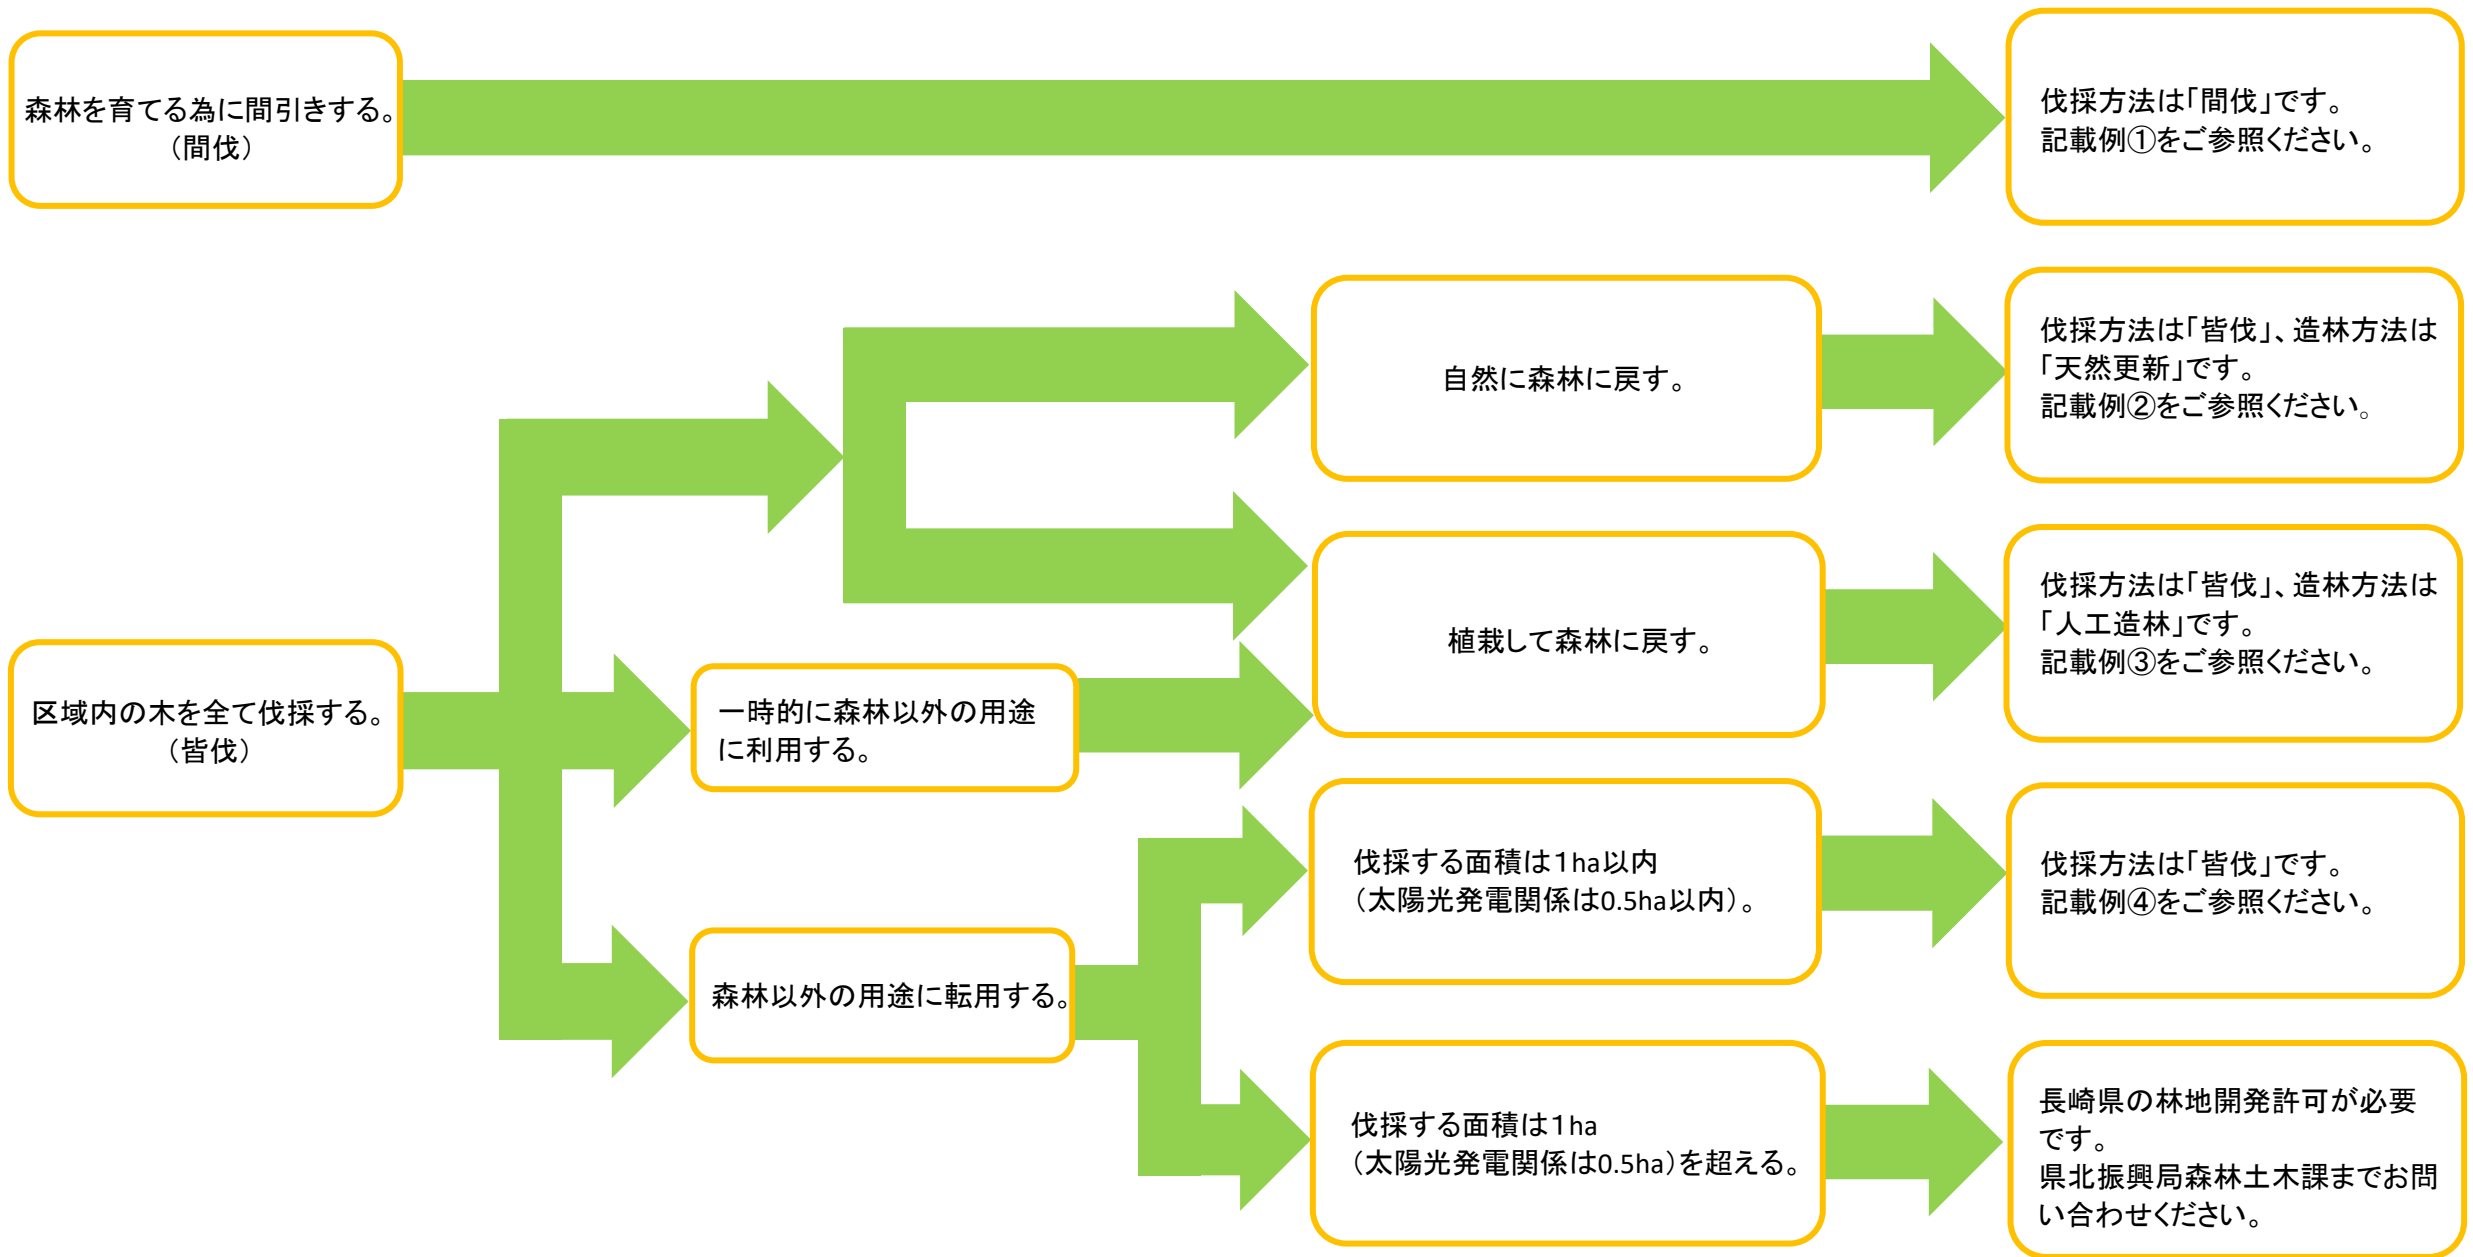 森林を育てる為に間引きする。
（間伐）
伐採方法は「間伐」です。
記載例①をご参照ください。
自然に森林に戻す。
伐採方法は「皆伐」、造林方法は
「天然更新」です。
記載例②をご参照ください。
植栽して森林に戻す。
伐採方法は「皆伐」、造林方法は
「人工造林」です。
記載例③をご参照ください。
区域内の木を全て伐採する。
（皆伐）
一時的に森林以外の用途
に利用する。
伐採する面積は1ha以内
（太陽光発電関係は0.5ha以内）。
伐採方法は「皆伐」です。
記載例④をご参照ください。
森林以外の用途に転用する。
伐採する面積は1ha
（太陽光発電関係は0.5ha）を超える。
長崎県の林地開発許可が必要
です。
県北振興局森林土木課までお問
い合わせください。